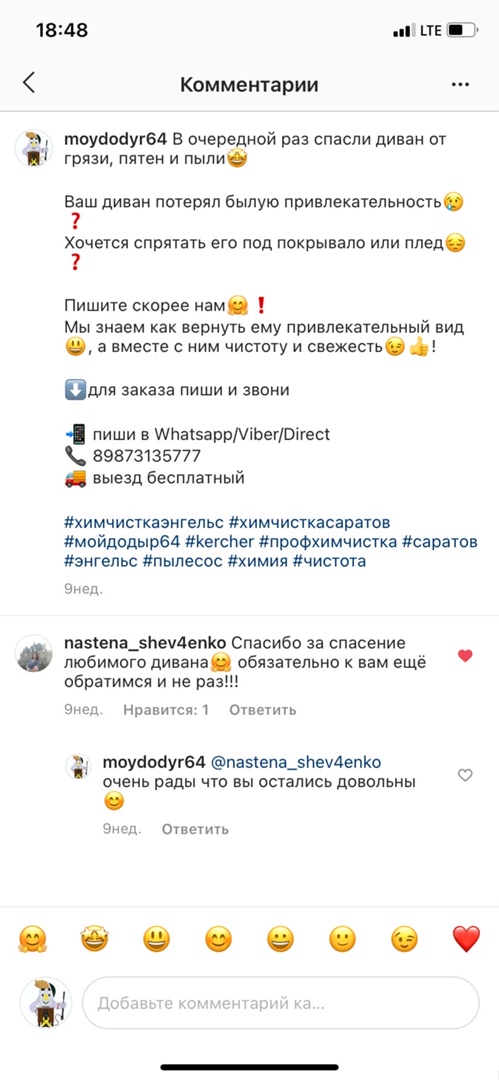 18:48
LTE
Комментарии
moydodyr64 В очередной раз спасли диван от
грязи, пятен и пыли🤩
Ваш диван потерял былую привлекательность😢
❓
Хочется спрятать его под покрывало или плед😔
❓
Пишите скорее нам🤗❗
Мы знаем как вернуть ему привлекательный вид
😃, а вместе с ним чистоту и свежесть😉👍!
⬇️для заказа пиши и звони
📲 пиши в Whatsapp/Viber/Direct
📞 89873135777
🚚 выезд бесплатный
#химчисткаэнгельс #химчисткасаратов
#мойдодыр64 #kercher #профхимчистка #саратов
#энгельс #пылесос #химия #чистота
9нед.
nastena_shev4enko Спасибо за спасение
любимого дивана🤗 обязательно к вам ещё
обратимся и не раз!!!
9нед. Нравится: 1 Ответить
moydodyr64 @nastena_shev4enko
очень рады что вы остались довольны
😊
9нед. Ответить
🤗 🤩 😃 😊 😀 🙂 😉 ❤️
Добавьте комментарий ка...